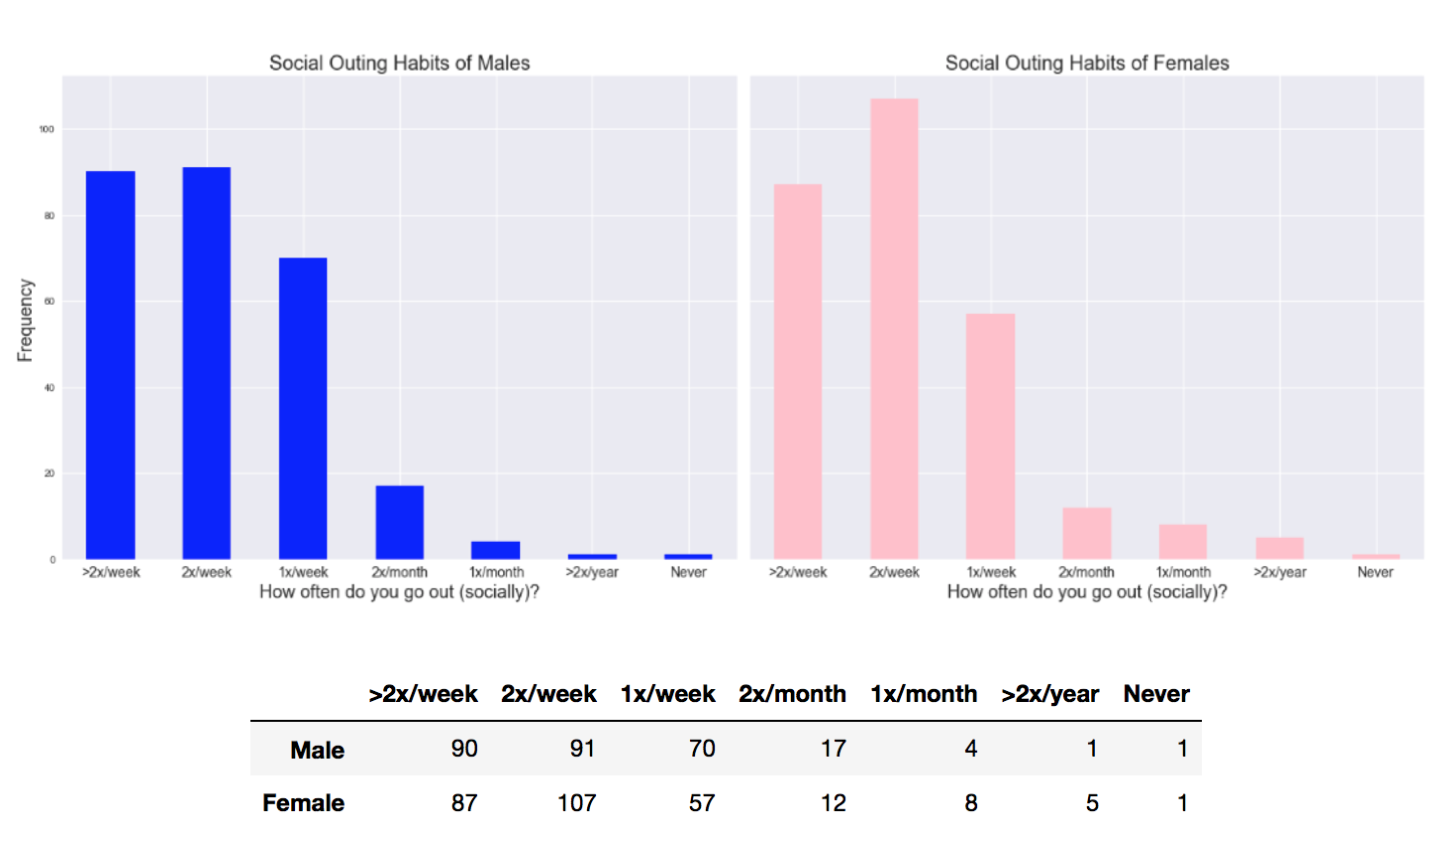 Social Outing Habits of Males
Social Outing Habits of Females
Frequency
100
80
60
40
20
0
>2x/week 2x/week 1x/week 2x/month 1x/month >2x/year Never
How often do you go out (socially)?
>2x/week 2x/week 1x/week 2x/month 1x/month >2x/year Never
How often do you go out (socially)?
>2x/week 2x/week 1x/week 2x/month 1x/month >2x/year Never
Male 90 91 70 17 4 1 1
Female 87 107 57 12 8 5 1